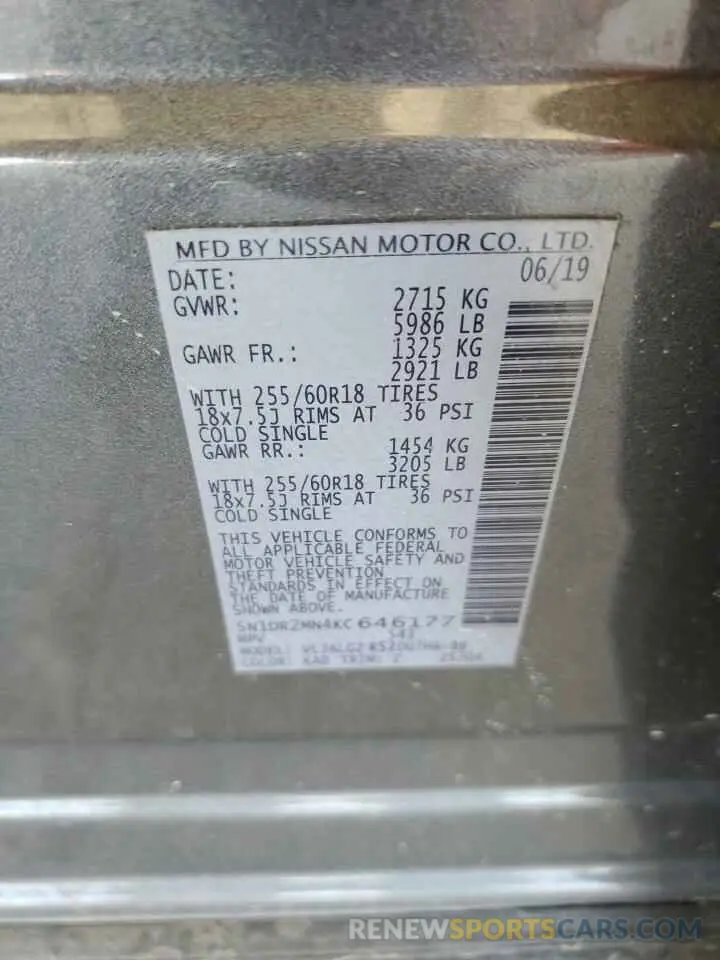 MFD BY NISSAN MOTOR CO., LTD.
DATE: 06/19
GVWR: 2715 KG
5986 LB
GAWR FR.: 1325 KG
2921 LB
WITH 255/60R18 TIRES
18x7.5J RIMS AT 36 PSI
COLD SINGLE
GAWR RR.: 1454 KG
3205 LB
WITH 255/60R18 TIRES
18x7.5J RIMS AT 36 PSI
COLD SINGLE
THIS VEHICLE CONFORMS TO
ALL APPLICABLE FEDERAL
MOTOR VEHICLE SAFETY AND
THEFT PREVENTION
STANDARDS IN EFFECT ON
THE DATE OF MANUFACTURE
SHOWN ABOVE.
5N1DR2MN4KC646177
MPV
MODEL:
COLOR: KAD TRIM:
RENEWSPORTSCARS.COM